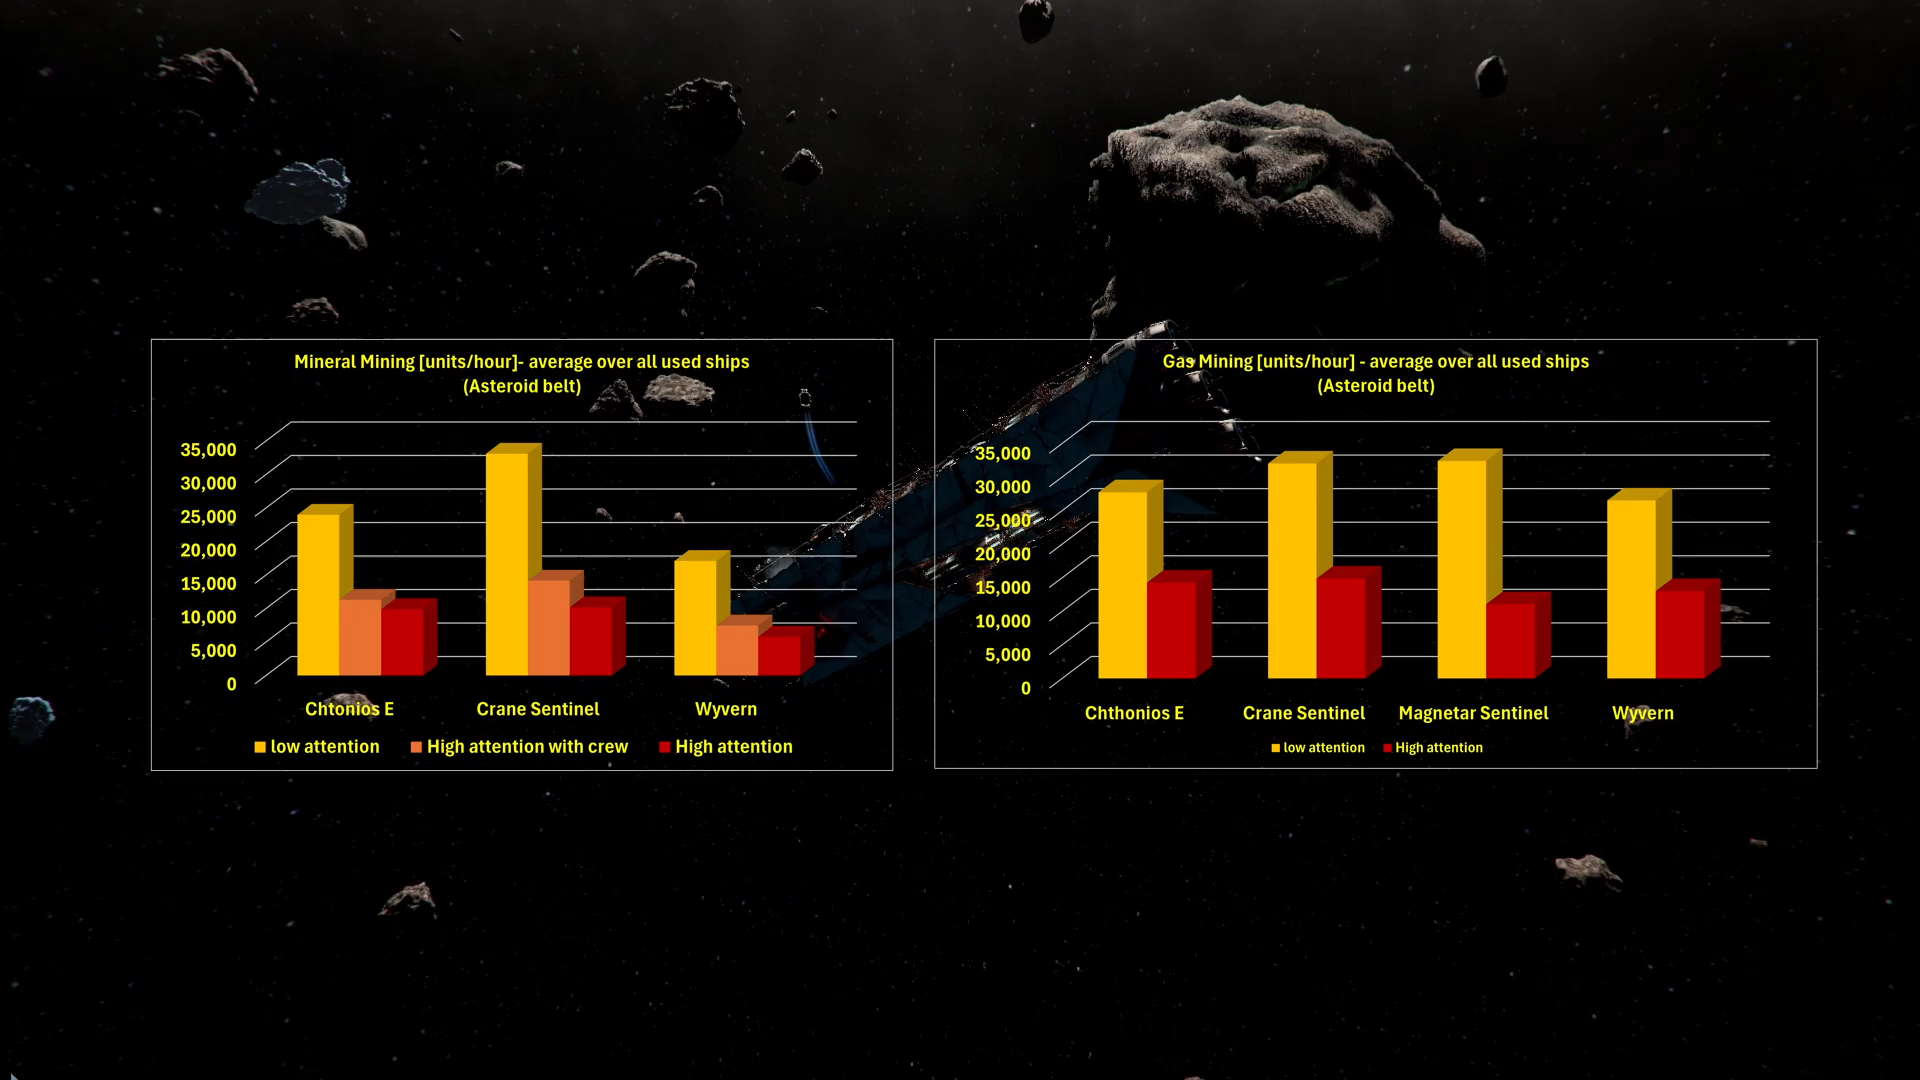 Mineral Mining [units/hour]- average over all used ships
(Asteroid belt)
35,000
30,000
25,000
20,000
15,000
10,000
5,000
0
Chtonios E
Crane Sentinel
Wyvern
low attention
High attention with crew
High attention
Gas Mining [units/hour] - average over all used ships
(Asteroid belt)
35,000
30,000
25,000
20,000
15,000
10,000
5,000
0
Chthonios E
Crane Sentinel
Magnetar Sentinel
Wyvern
low attention
High attention